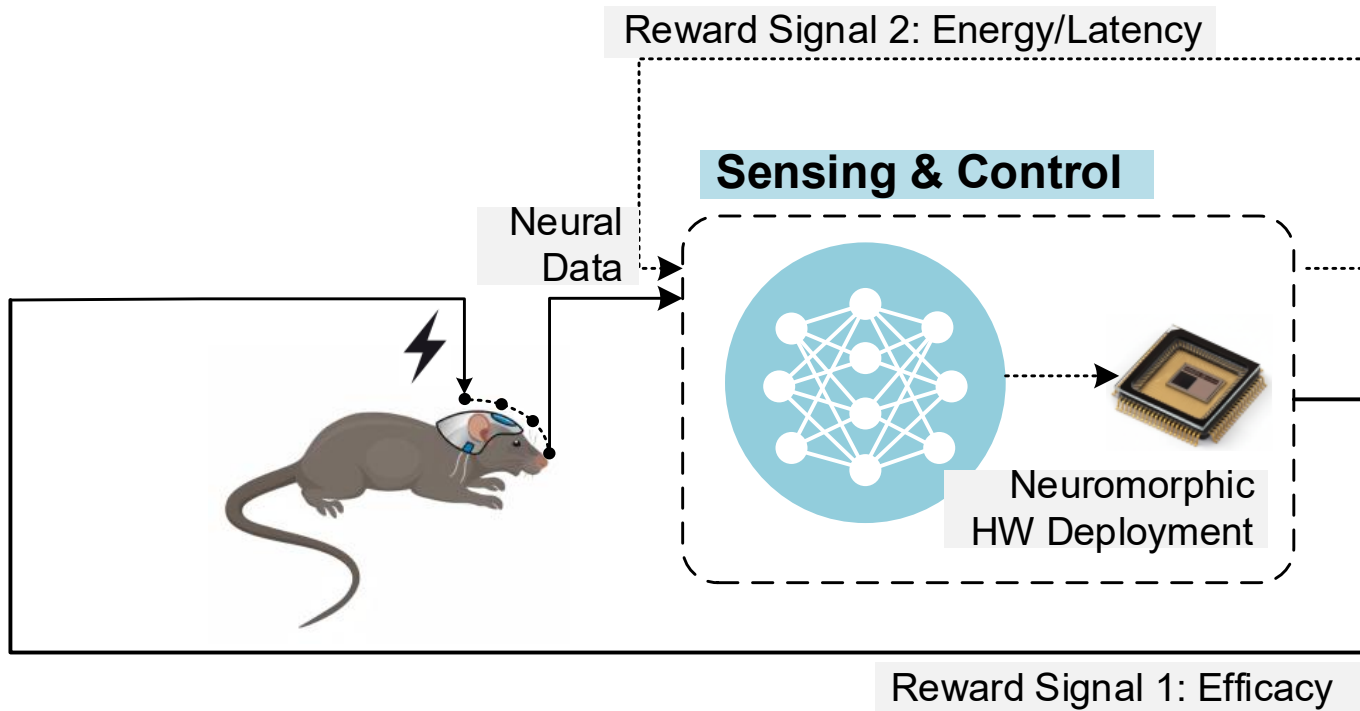 Reward Signal 2: Energy/Latency
Sensing & Control
Neural
Data
Neuromorphic
HW Deployment
Reward Signal 1: Efficacy